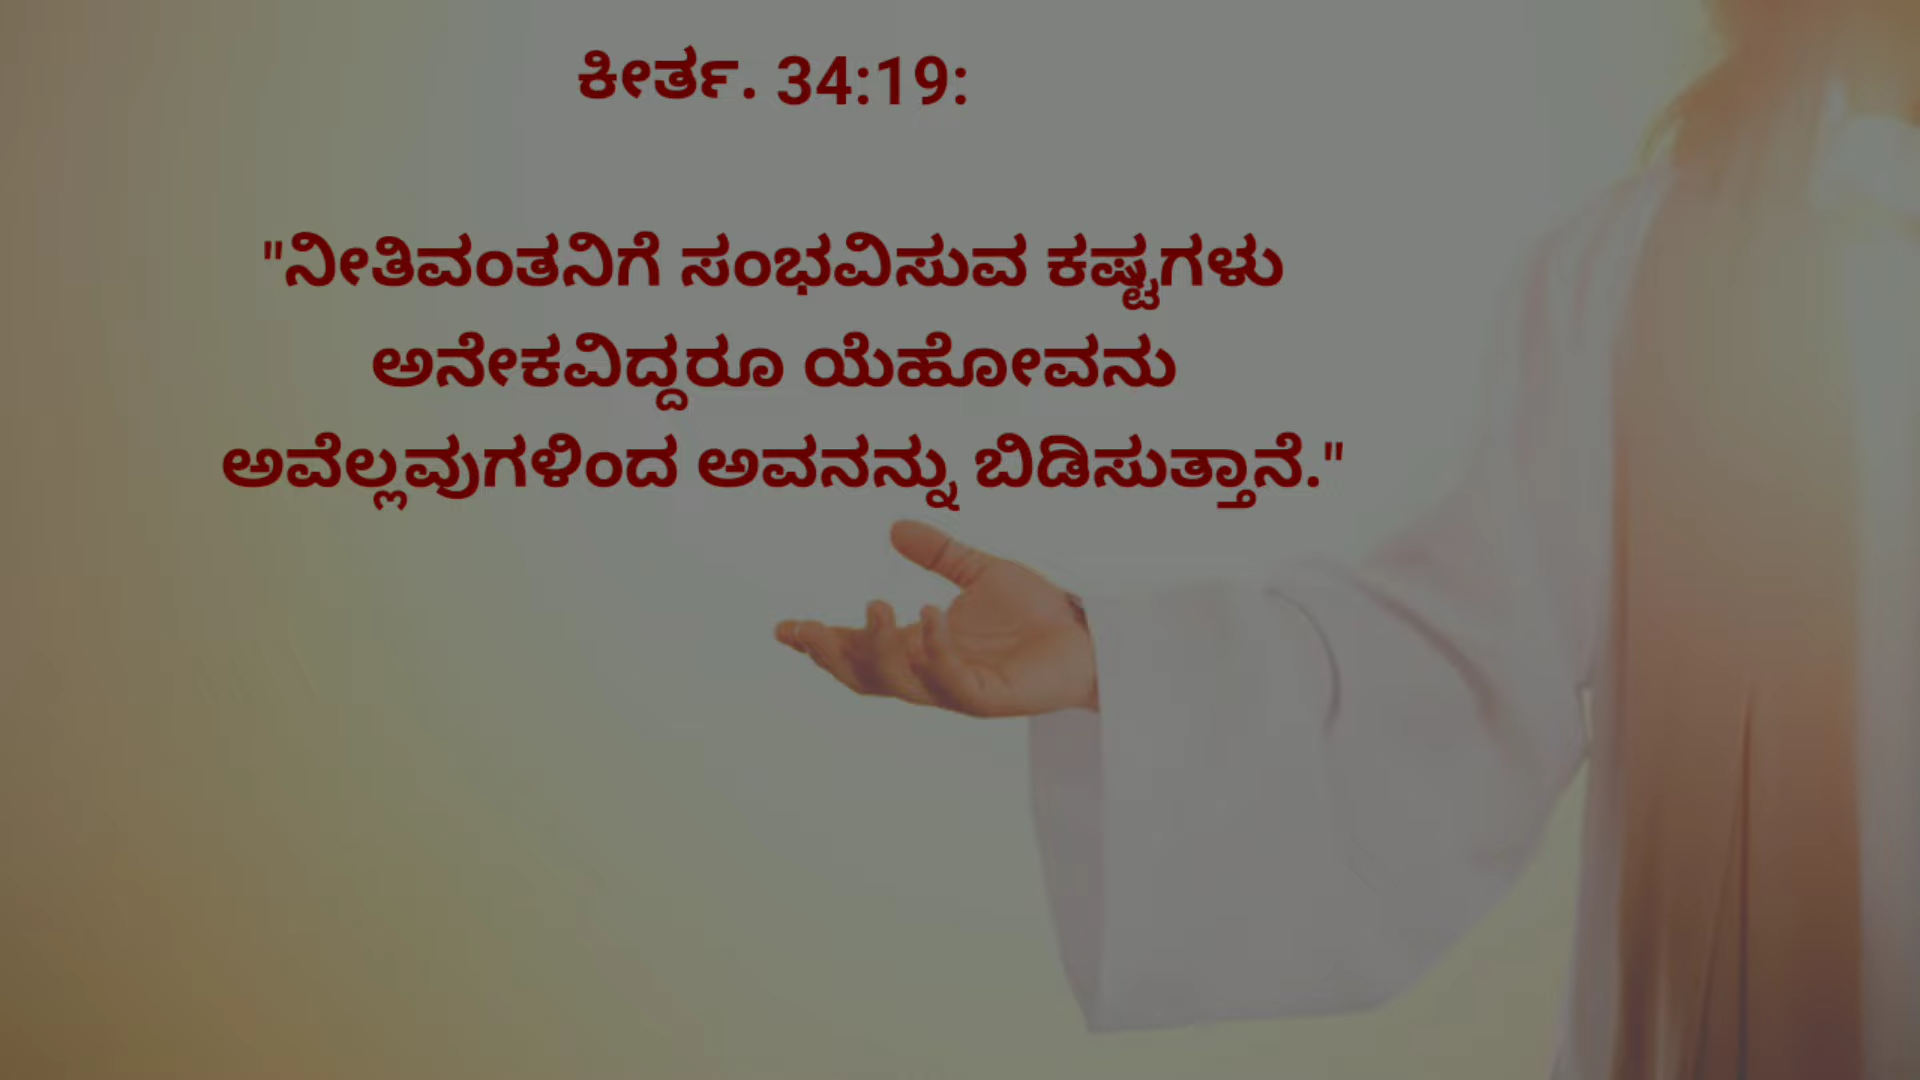 ಕೀರ್ತ. 34:19:
"ನೀತಿವಂತನಿಗೆ ಸಂಭವಿಸುವ ಕಷ್ಟಗಳು
ಅನೇಕವಿದ್ದರೂ ಯೆಹೋವನು
ಅವೆಲ್ಲವುಗಳಿಂದ ಅವನನ್ನು ಬಿಡಿಸುತ್ತಾನೆ."